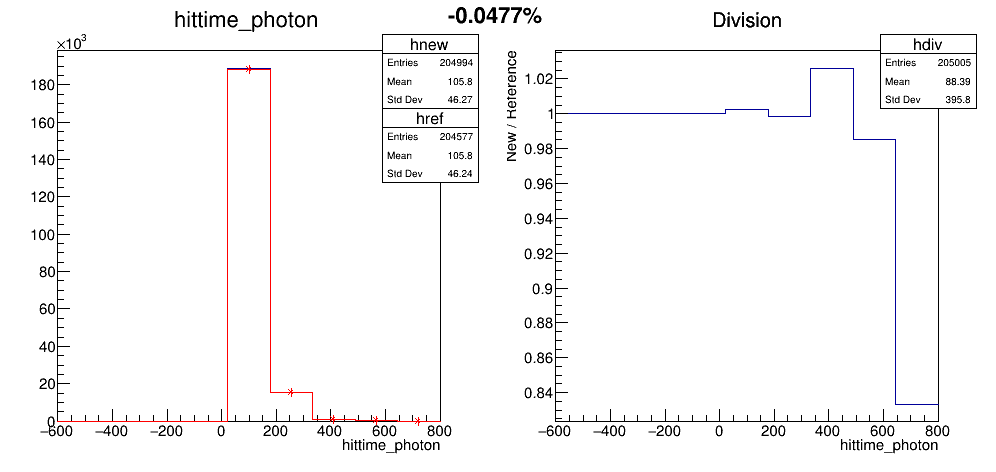 -0.0477%
hittime_photon
×10³
hnew
Entries 204994
Mean 105.8
Std Dev 46.27
href
Entries 204577
Mean 105.8
Std Dev 46.24
180
160
140
120
100
80
60
40
20
0
−600 −400 −200 0 200 400 600 800
hittime_photon
Division
hdiv
Entries 205005
Mean 88.39
Std Dev 395.8
New / Reference
1.02
1
0.98
0.96
0.94
0.92
0.9
0.88
0.86
0.84
−600 −400 −200 0 200 400 600 800
hittime_photon